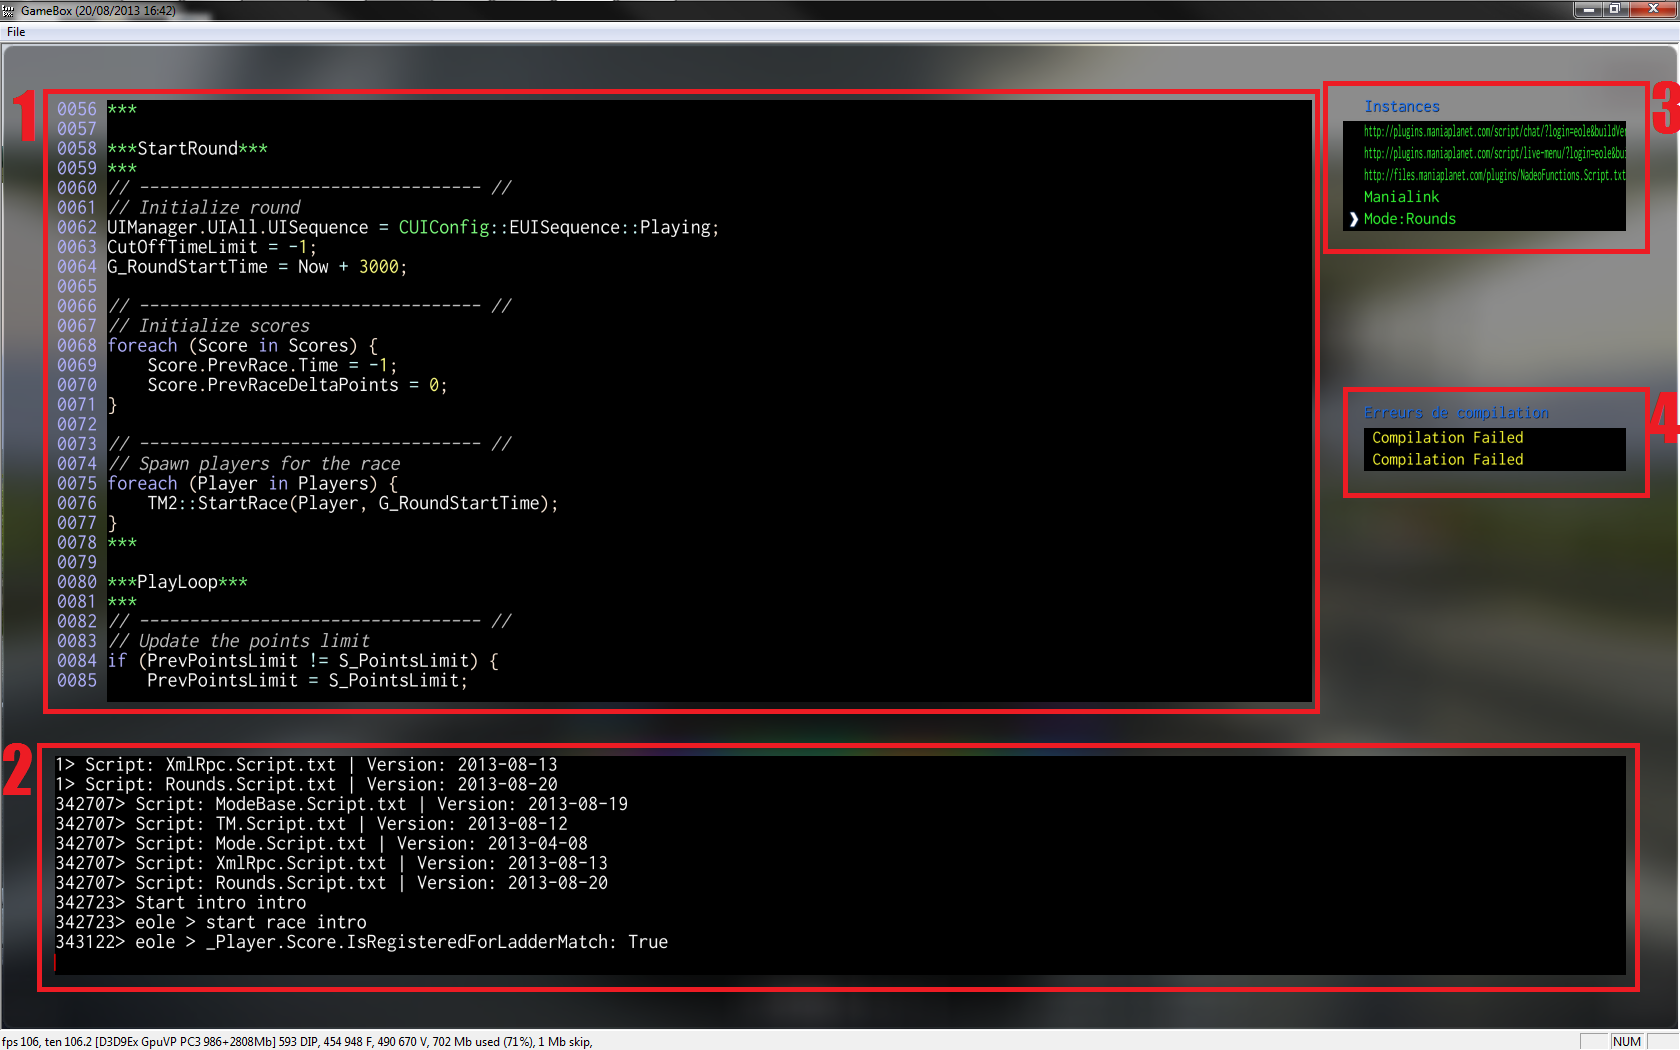 GameBox (20/08/2013 16:42)
File
1
0056 ***
0057
0058 ***StartRound***
0059 ***
0060 // ---------------------------------- //
0061 // Initialize round
0062 UIManager.UIAll.UISequence = CUIConfig::EUISequence::Playing;
0063 CutOffTimeLimit = -1;
0064 G_RoundStartTime = Now + 3000;
0065
0066 // ---------------------------------- //
0067 // Initialize scores
0068 foreach (Score in Scores) {
0069     Score.PrevRace.Time = -1;
0070     Score.PrevRaceDeltaPoints = 0;
0071 }
0072
0073 // ---------------------------------- //
0074 // Spawn players for the race
0075 foreach (Player in Players) {
0076     TM2::StartRace(Player, G_RoundStartTime);
0077 }
0078 ***
0079
0080 ***PlayLoop***
0081 ***
0082 // ---------------------------------- //
0083 // Update the points limit
0084 if (PrevPointsLimit != S_PointsLimit) {
0085     PrevPointsLimit = S_PointsLimit;
3
Instances
http://plugins.maniaplanet.com/script/chat/?login=eole&buildVer
http://plugins.maniaplanet.com/script/live-menu/?login=eole&bu
http://files.maniaplanet.com/plugins/NadeoFunctions.Script.txt
Manialink
Mode:Rounds
4
Erreurs de compilation
Compilation Failed
Compilation Failed
2
1> Script: XmlRpc.Script.txt | Version: 2013-08-13
1> Script: Rounds.Script.txt | Version: 2013-08-20
342707> Script: ModeBase.Script.txt | Version: 2013-08-19
342707> Script: TM.Script.txt | Version: 2013-08-12
342707> Script: Mode.Script.txt | Version: 2013-04-08
342707> Script: XmlRpc.Script.txt | Version: 2013-08-13
342707> Script: Rounds.Script.txt | Version: 2013-08-20
342723> Start intro intro
342723> eole > start race intro
343122> eole > _Player.Score.IsRegisteredForLadderMatch: True
fps 106, ten 106.2 [D3D9Ex GpuVP PC3 986+2808Mb] 593 DIP, 454 948 F, 490 670 V, 702 Mb used (71%), 1 Mb skip,
NUM